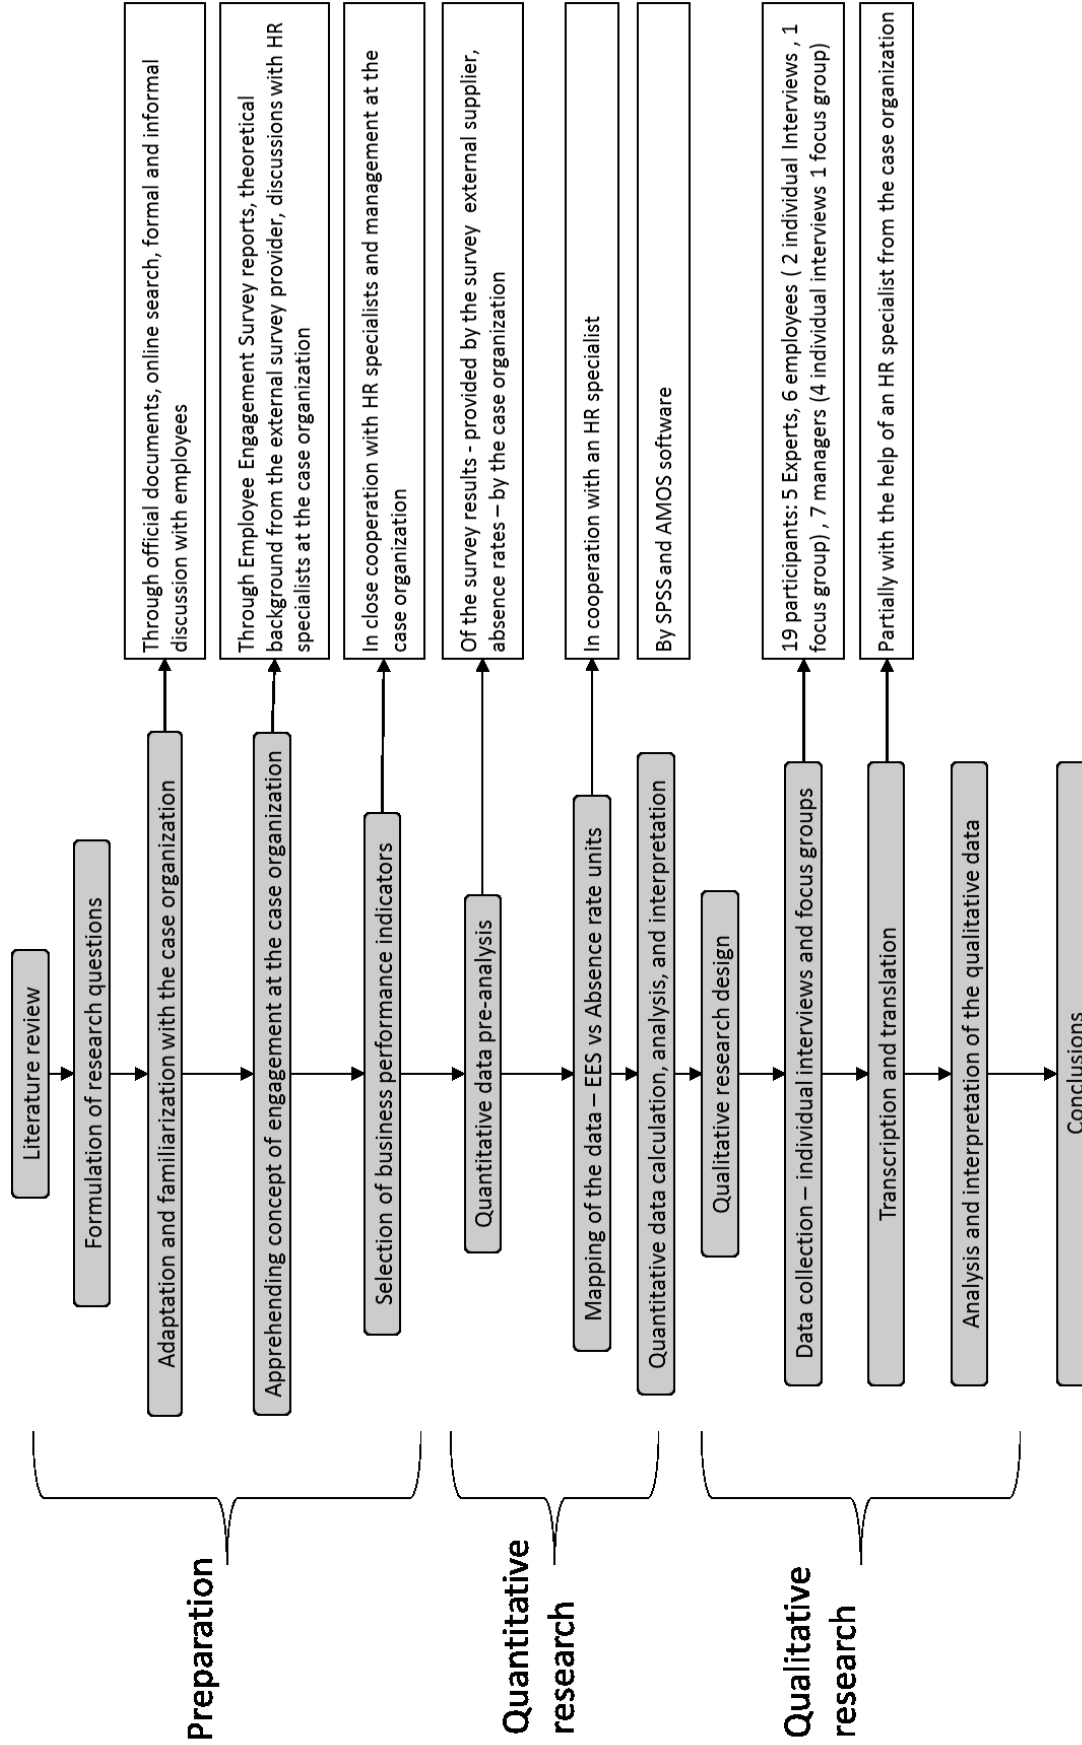 Preparation
Literature review
Formulation of research questions
Adaptation and familiarization with the case organization
Through official documents, online search, formal and informal
discussion with employees
Apprehending concept of engagement at the case organization
Through Employee Engagement Survey reports, theoretical
background from the external survey provider, discussions with HR
specialists at the case organization
Selection of business performance indicators
In close cooperation with HR specialists and management at the
case organization
Quantitative
research
Quantitative data pre-analysis
Of the survey results - provided by the survey external supplier,
absence rates – by the case organization
Mapping of the data – EES vs Absence rate units
In cooperation with an HR specialist
Quantitative data calculation, analysis, and interpretation
By SPSS and AMOS software
Qualitative
research
Qualitative research design
Data collection – individual interviews and focus groups
19 participants: 5 Experts, 6 employees ( 2 individual Interviews , 1
focus group) , 7 managers (4 individual interviews 1 focus group)
Transcription and translation
Partially with the help of an HR specialist from the case organization
Analysis and interpretation of the qualitative data
Conclusions